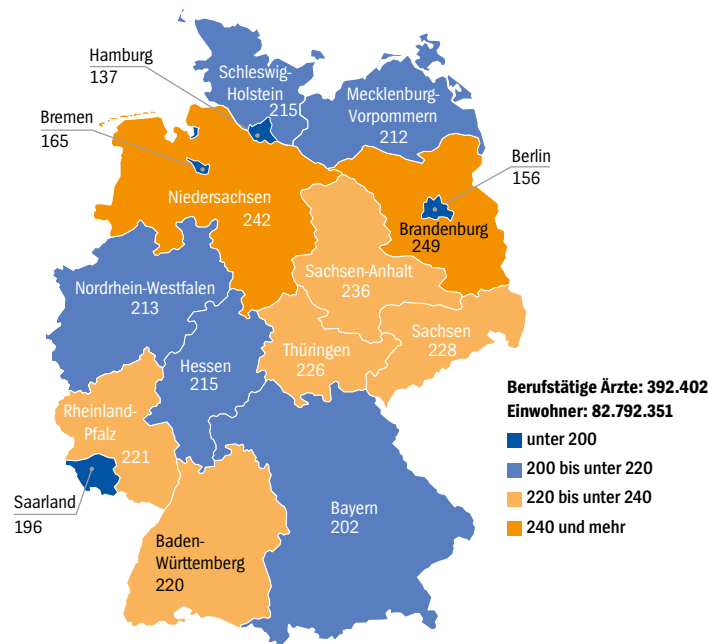 Hamburg
137
Schleswig-
Holstein
215
Mecklenburg-
Vorpommern
212
Bremen
165
Berlin
156
Niedersachsen
242
Brandenburg
249
Sachsen-Anhalt
236
Nordrhein-Westfalen
213
Sachsen
228
Thüringen
226
Hessen
215
Rheinland-
Pfalz
221
Saarland
196
Bayern
202
Baden-
Württemberg
220
Berufstätige Ärzte: 392.402
Einwohner: 82.792.351
unter 200
200 bis unter 220
220 bis unter 240
240 und mehr